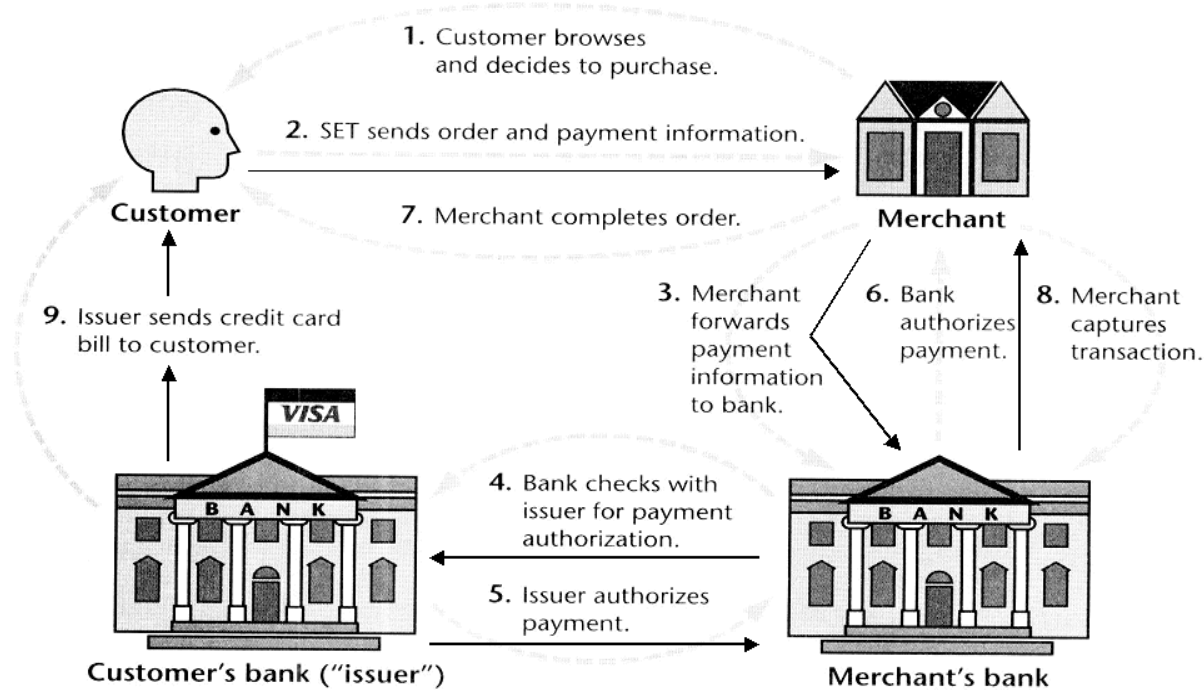 1. Customer browses
and decides to purchase.
2. SET sends order and payment information.
Customer
7. Merchant completes order.
Merchant
3. Merchant
forwards
payment
information
to bank.
6. Bank
authorizes
payment.
8. Merchant
captures
transaction.
9. Issuer sends credit card
bill to customer.
VISA
BANK
4. Bank checks with
issuer for payment
authorization.
BANK
5. Issuer authorizes
payment.
Customer's bank (“issuer”)
Merchant's bank